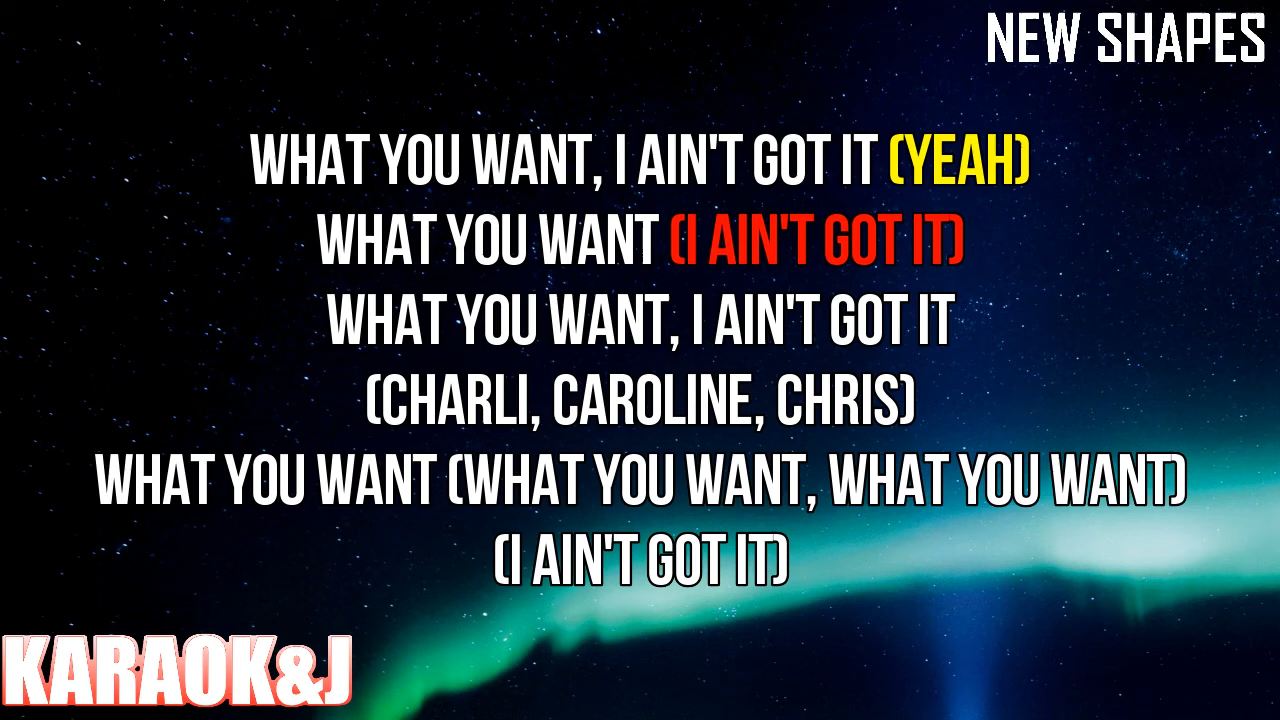 NEW SHAPES
WHAT YOU WANT, I AIN'T GOT IT (YEAH)
WHAT YOU WANT (I AIN'T GOT IT)
WHAT YOU WANT, I AIN'T GOT IT
(CHARLI, CAROLINE, CHRIS)
WHAT YOU WANT (WHAT YOU WANT, WHAT YOU WANT)
(I AIN'T GOT IT)
KARAOK&J